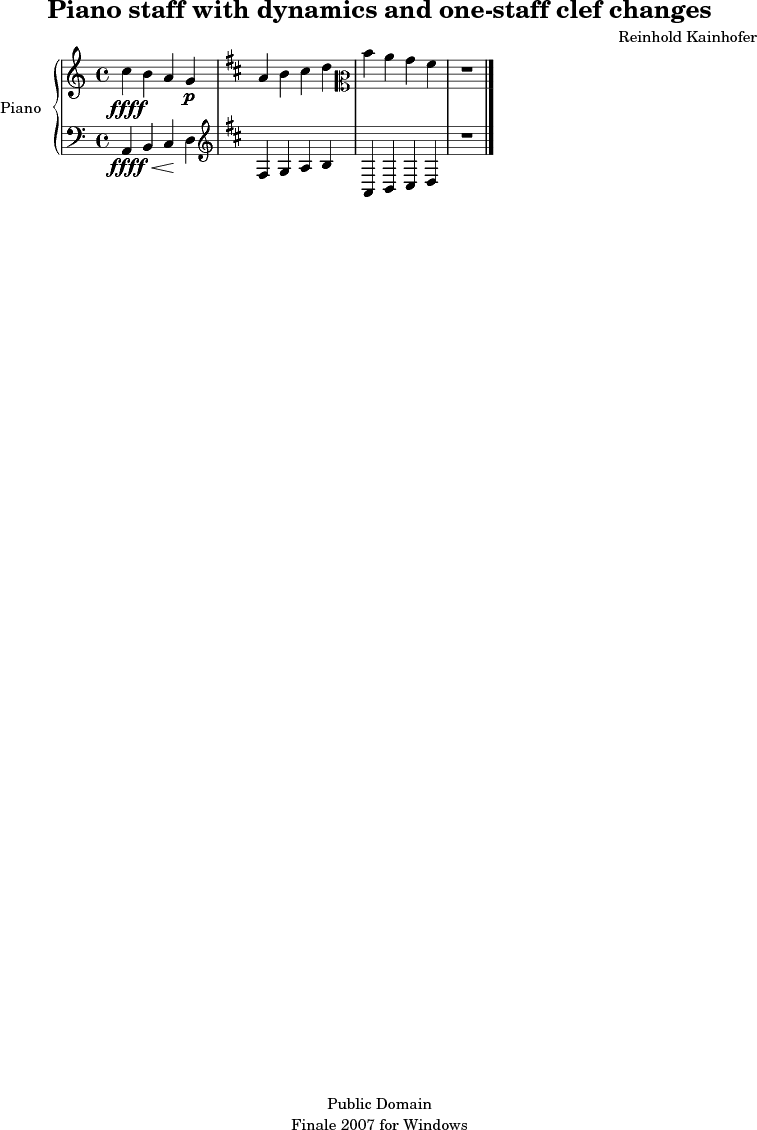 Piano staff with dynamics and one-staff clef changes
Reinhold Kainhofer
Piano
ffff
p
ffff
Public Domain
Finale 2007 for Windows